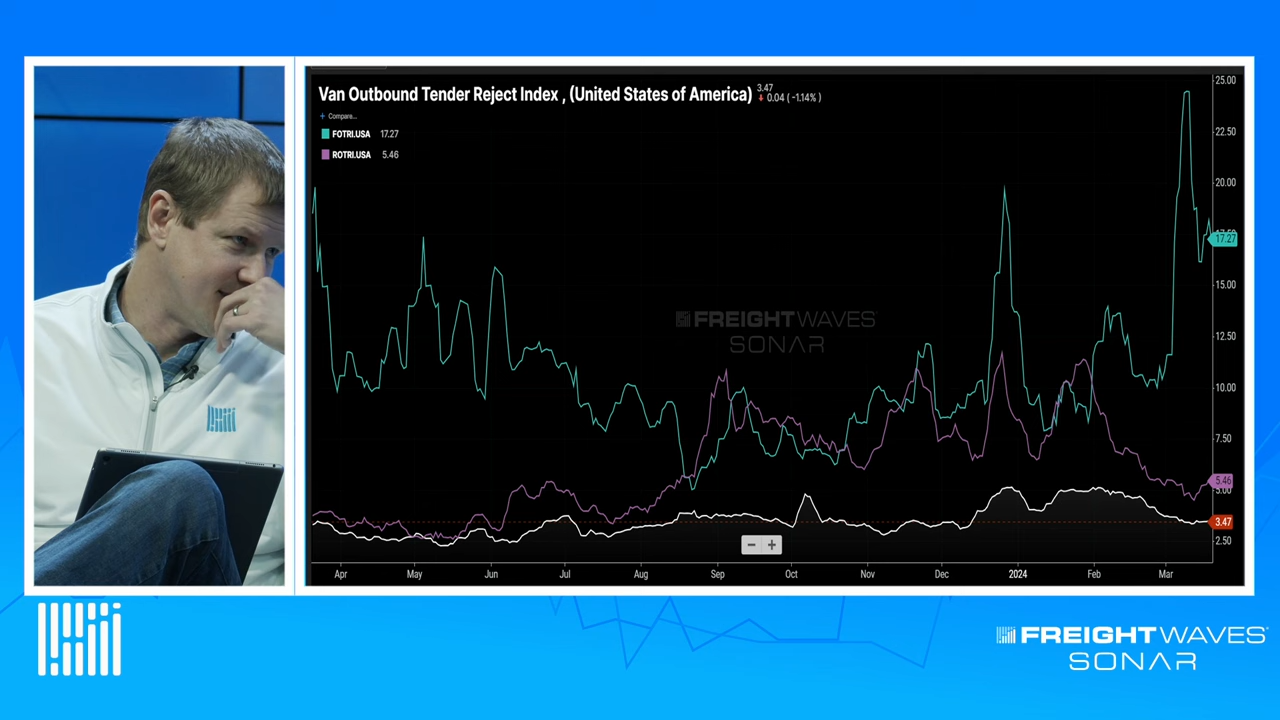 Van Outbound Tender Reject Index , (United States of America)
3.47
0.04 ( -1.14% )
+ Compare...
FOTRI.USA 17.27
ROTRI.USA 5.46
25.00
22.50
20.00
17.27
15.00
12.50
10.00
7.50
5.46
5.00
3.47
2.50
FREIGHTWAVES
SONAR
− +
Apr May Jun Jul Aug Sep Oct Nov Dec 2024 Feb Mar
FREIGHTWAVES
SONAR